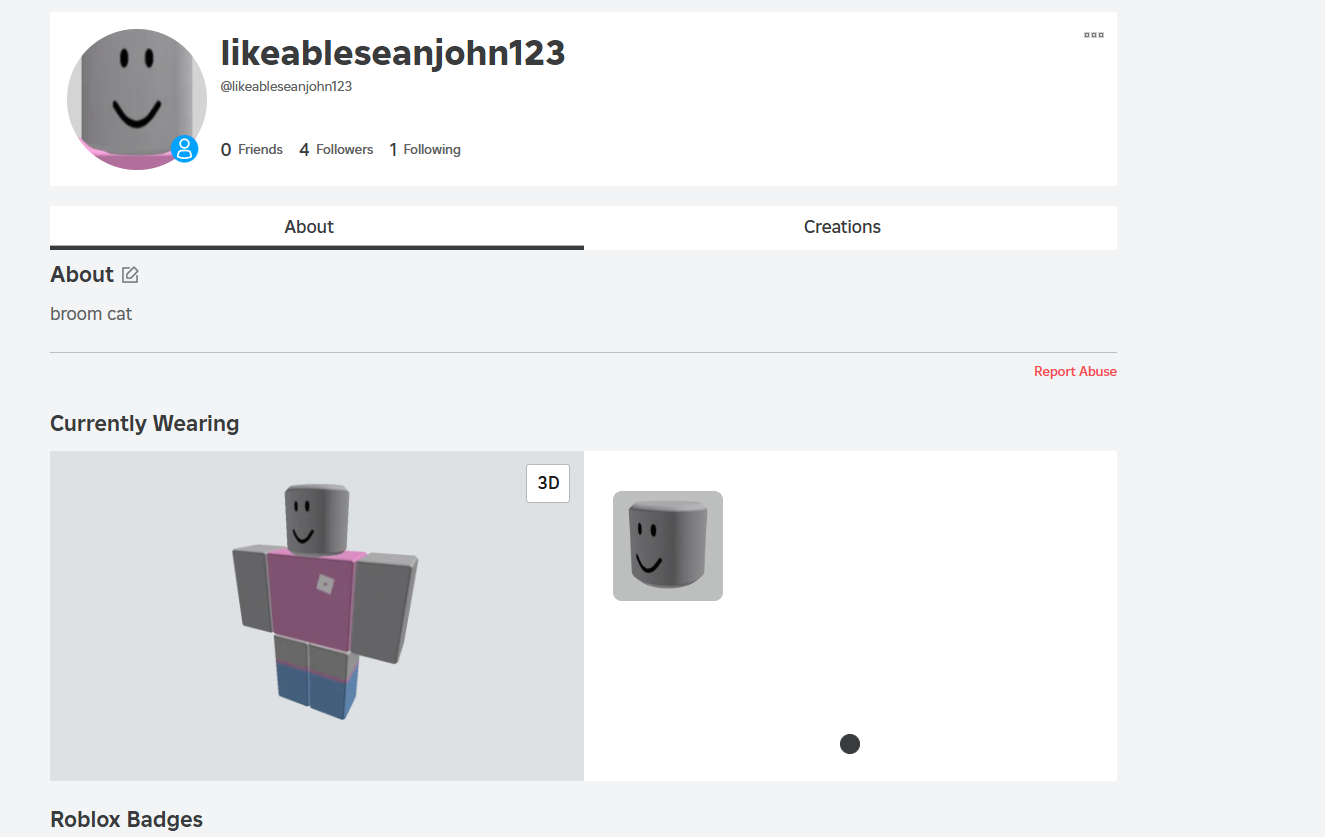 likeableseanjohn123
@likeableseanjohn123
0 Friends 4 Followers 1 Following
About Creations
About
broom cat
Report Abuse
Currently Wearing
3D
Roblox Badges